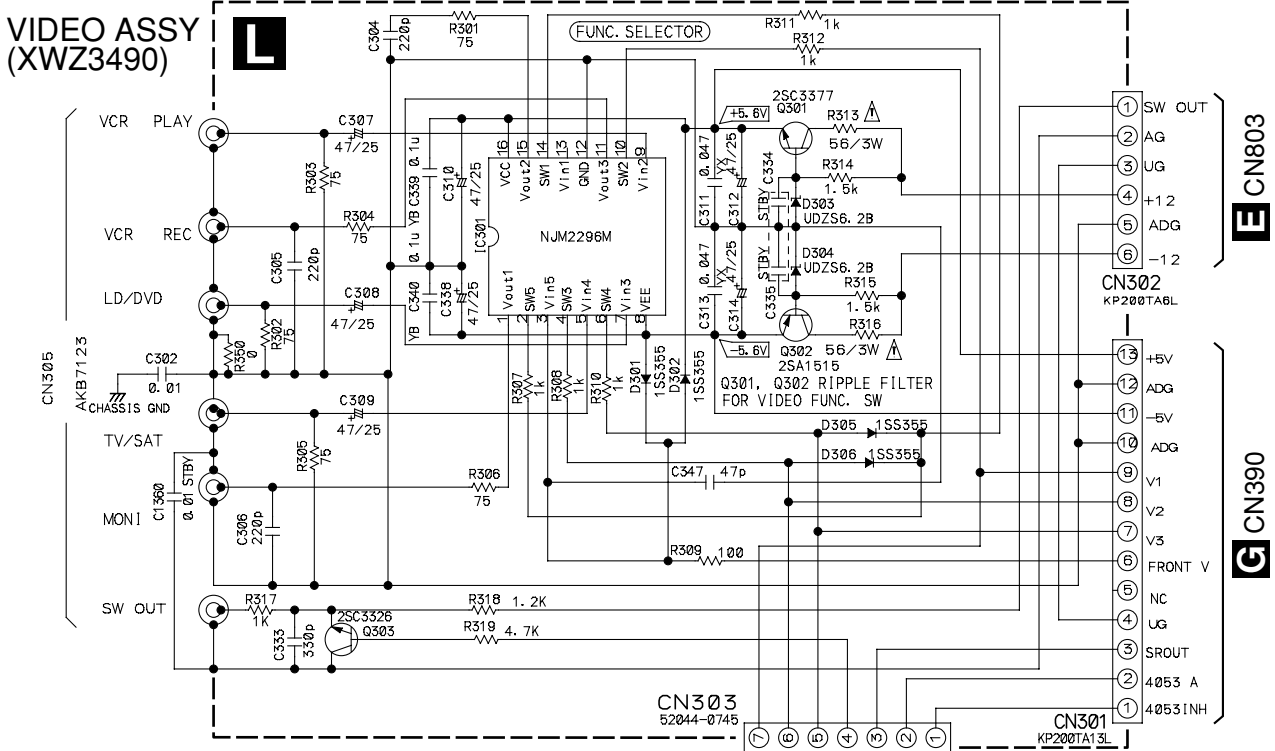 VIDEO ASSY
(XWZ3490)
L
FUNC. SELECTOR
C304
220p
R301
75
R311
1k
R312
1k
VCR PLAY
C307
47/25
R303
75
R304
75
VCR REC
C305
220p
LD/DVD
C308
47/25
R302
75
R350
0
C302
0.01
CHASSIS GND
CN305
AKB7123
C309
47/25
TV/SAT
R305
75
R306
75
C1360
0.01 STBY
MONI
C306
220p
SW OUT
R317
1K
C333
330p
2SC3326
Q303
R318
1.2K
R319
4.7K
C339 0.1u
YB
C310
47/25
C340
0.1u
YB
C338
47/25
IC301
NJM2296M
16 15 14 13 12 11 10 9
VCC
Vout2
SW1
Vin1
GND
Vout3
SW2
Vin2
Vout1
SW5
Vin5
SW3
Vin4
SW4
Vin3
VEE
1 2 3 4 5 6 7 8
R307
1k
R308
1k
R310
1k
D301
1SS355
D302
1SS355
+5.6V
2SC3377
Q301
R313
56/3W
R314
1.5k
C311
0.047
YX
C312
47/25
C334
STBY
D303
UDZS6.2B
D304
UDZS6.2B
C313
0.047
YX
C314
47/25
C335
STBY
R315
1.5k
R316
56/3W
-5.6V
Q302
2SA1515
Q301, Q302 RIPPLE FILTER
FOR VIDEO FUNC. SW
D305 1SS355
D306 1SS355
C347 47p
R309 100
1 SW OUT
2 AG
3 UG
4 +12
5 ADG
6 -12
CN302
KP200TA6L
E CN803
13 +5V
12 ADG
11 -5V
10 ADG
9 V1
8 V2
7 V3
6 FRONT V
5 NC
4 UG
3 SROUT
2 4053 A
1 4053INH
CN301
KP200TA13L
G CN390
CN303
52044-0745
7 6 5 4 3 2 1